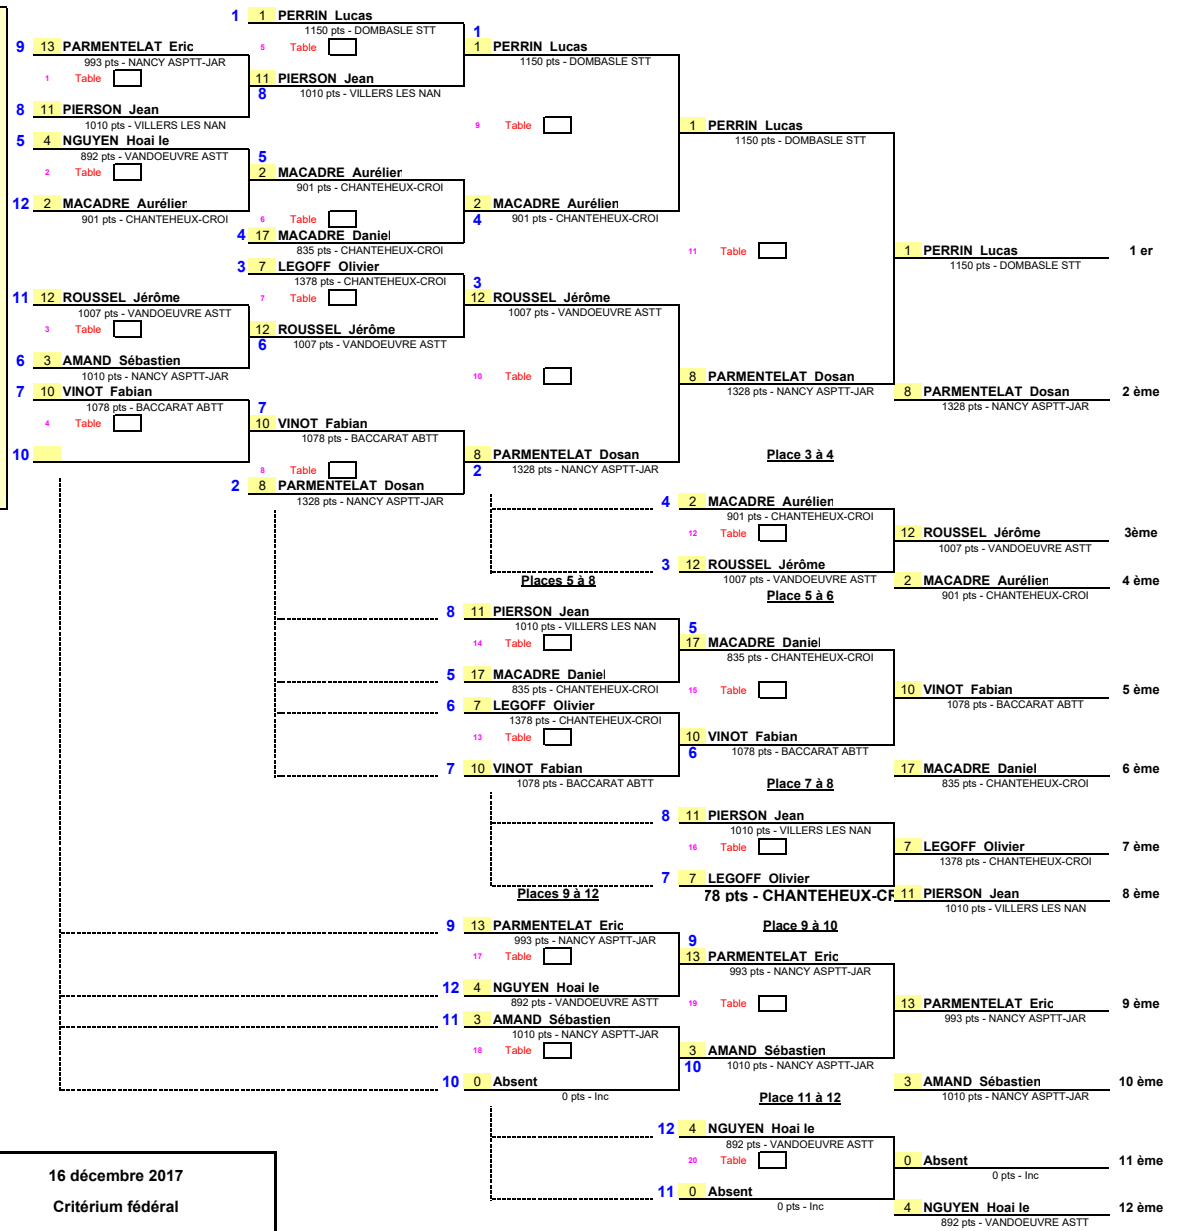 1 1 PERRIN Lucas
1150 pts - DOMBASLE STT
9 13 PARMENTELAT Eric
993 pts - NANCY ASPTT-JAR
1 Table
5 Table
1
1 PERRIN Lucas
1150 pts - DOMBASLE STT
11 PIERSON Jean
8 1010 pts - VILLERS LES NAN
8 11 PIERSON Jean
1010 pts - VILLERS LES NAN
9 Table
1 PERRIN Lucas
1150 pts - DOMBASLE STT
5 4 NGUYEN Hoai le
892 pts - VANDOEUVRE ASTT
2 Table
5
2 MACADRE Aurélien
901 pts - CHANTEHEUX-CROI
12 2 MACADRE Aurélien
901 pts - CHANTEHEUX-CROI
6 Table
2 MACADRE Aurélien
4 901 pts - CHANTEHEUX-CROI
4 17 MACADRE Daniel
835 pts - CHANTEHEUX-CROI
11 Table
1 PERRIN Lucas 1 er
1150 pts - DOMBASLE STT
3 7 LEGOFF Olivier
1378 pts - CHANTEHEUX-CROI
3
11 12 ROUSSEL Jérôme
1007 pts - VANDOEUVRE ASTT
7 Table
12 ROUSSEL Jérôme
1007 pts - VANDOEUVRE ASTT
3 Table
12 ROUSSEL Jérôme
6 1007 pts - VANDOEUVRE ASTT
6 3 AMAND Sébastien
1010 pts - NANCY ASPTT-JAR
10 Table
8 PARMENTELAT Dosan
1328 pts - NANCY ASPTT-JAR
8 PARMENTELAT Dosan 2 ème
1328 pts - NANCY ASPTT-JAR
7 10 VINOT Fabian
1078 pts - BACCARAT ABTT
4 Table
7
10 VINOT Fabian
1078 pts - BACCARAT ABTT
10
8 Table
8 PARMENTELAT Dosan
2 1328 pts - NANCY ASPTT-JAR
Place 3 à 4
2 8 PARMENTELAT Dosan
1328 pts - NANCY ASPTT-JAR
4 2 MACADRE Aurélien
901 pts - CHANTEHEUX-CROI
12 Table
12 ROUSSEL Jérôme 3ème
1007 pts - VANDOEUVRE ASTT
3 12 ROUSSEL Jérôme
1007 pts - VANDOEUVRE ASTT
2 MACADRE Aurélien 4 ème
901 pts - CHANTEHEUX-CROI
Places 5 à 8
Place 5 à 6
8 11 PIERSON Jean
1010 pts - VILLERS LES NAN
14 Table
5
17 MACADRE Daniel
835 pts - CHANTEHEUX-CROI
5 17 MACADRE Daniel
835 pts - CHANTEHEUX-CROI
15 Table
10 VINOT Fabian 5 ème
1078 pts - BACCARAT ABTT
6 7 LEGOFF Olivier
1378 pts - CHANTEHEUX-CROI
13 Table
10 VINOT Fabian
6 1078 pts - BACCARAT ABTT
7 10 VINOT Fabian
1078 pts - BACCARAT ABTT
17 MACADRE Daniel 6 ème
835 pts - CHANTEHEUX-CROI
Place 7 à 8
8 11 PIERSON Jean
1010 pts - VILLERS LES NAN
16 Table
7 LEGOFF Olivier 7 ème
1378 pts - CHANTEHEUX-CROI
7 7 LEGOFF Olivier
78 pts - CHANTEHEUX-CR
11 PIERSON Jean 8 ème
1010 pts - VILLERS LES NAN
Places 9 à 12
Place 9 à 10
9 13 PARMENTELAT Eric
993 pts - NANCY ASPTT-JAR
17 Table
9
13 PARMENTELAT Eric
993 pts - NANCY ASPTT-JAR
12 4 NGUYEN Hoai le
892 pts - VANDOEUVRE ASTT
19 Table
13 PARMENTELAT Eric 9 ème
993 pts - NANCY ASPTT-JAR
11 3 AMAND Sébastien
1010 pts - NANCY ASPTT-JAR
18 Table
3 AMAND Sébastien
10 1010 pts - NANCY ASPTT-JAR
10 0 Absent
0 pts - Inc
3 AMAND Sébastien 10 ème
1010 pts - NANCY ASPTT-JAR
Place 11 à 12
12 4 NGUYEN Hoai le
892 pts - VANDOEUVRE ASTT
20 Table
0 Absent 11 ème
0 pts - Inc
11 0 Absent
0 pts - Inc
4 NGUYEN Hoai le 12 ème
892 pts - VANDOEUVRE ASTT
16 décembre 2017
Critérium fédéral